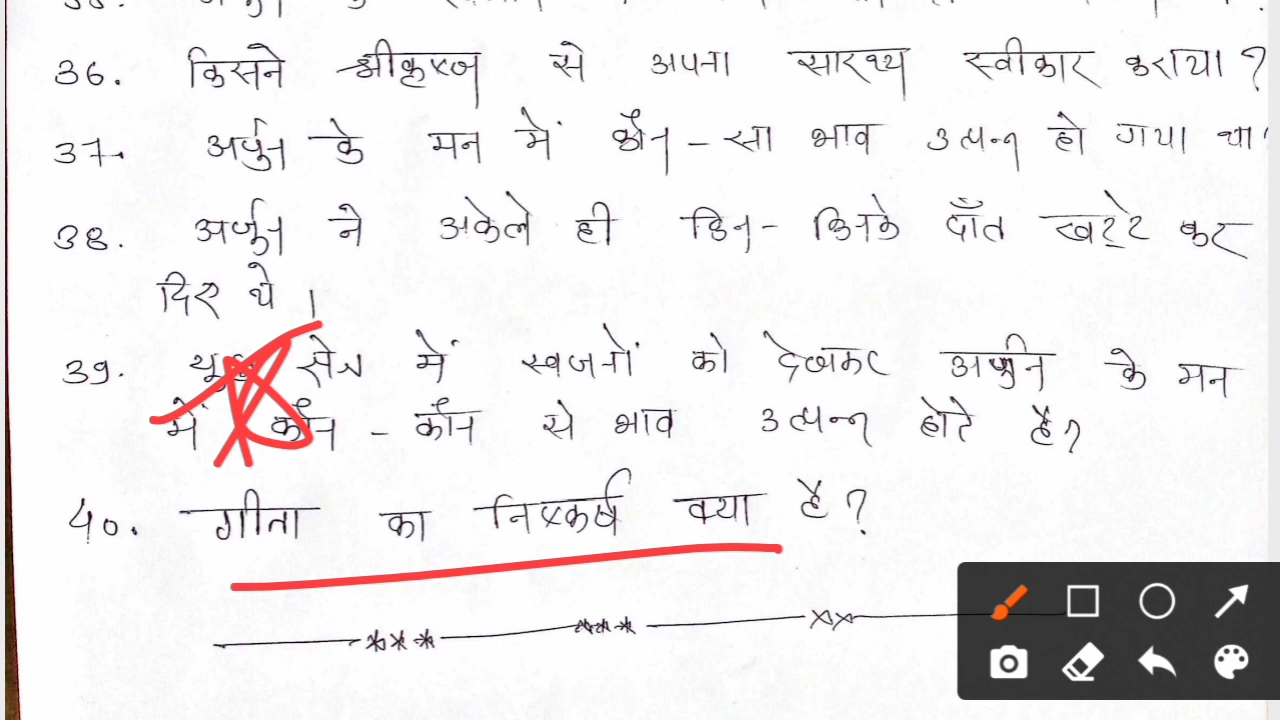 36. किसने श्रीकृष्ण से अपना सारथ्य स्वीकार कराया?
37. अर्जुन के मन में कौन-सा भाव उत्पन्न हो गया था?
38. अर्जुन ने अकेले ही किन-किनके दाँत खट्टे कर
दिए थे।
39. में स्वजनों को देखकर अर्जुन के मन
में कौन-कौन से भाव उत्पन्न होते हैं?
40. गीता का निष्कर्ष क्या है?